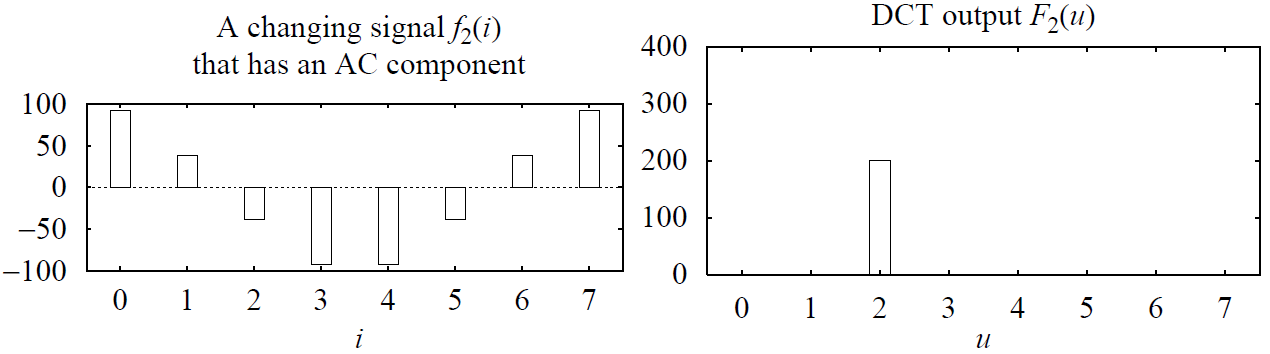 A changing signal f₂(i)
that has an AC component
100
50
0
−50
−100
0 1 2 3 4 5 6 7
i
DCT output F₂(u)
400
300
200
100
0
0 1 2 3 4 5 6 7
u